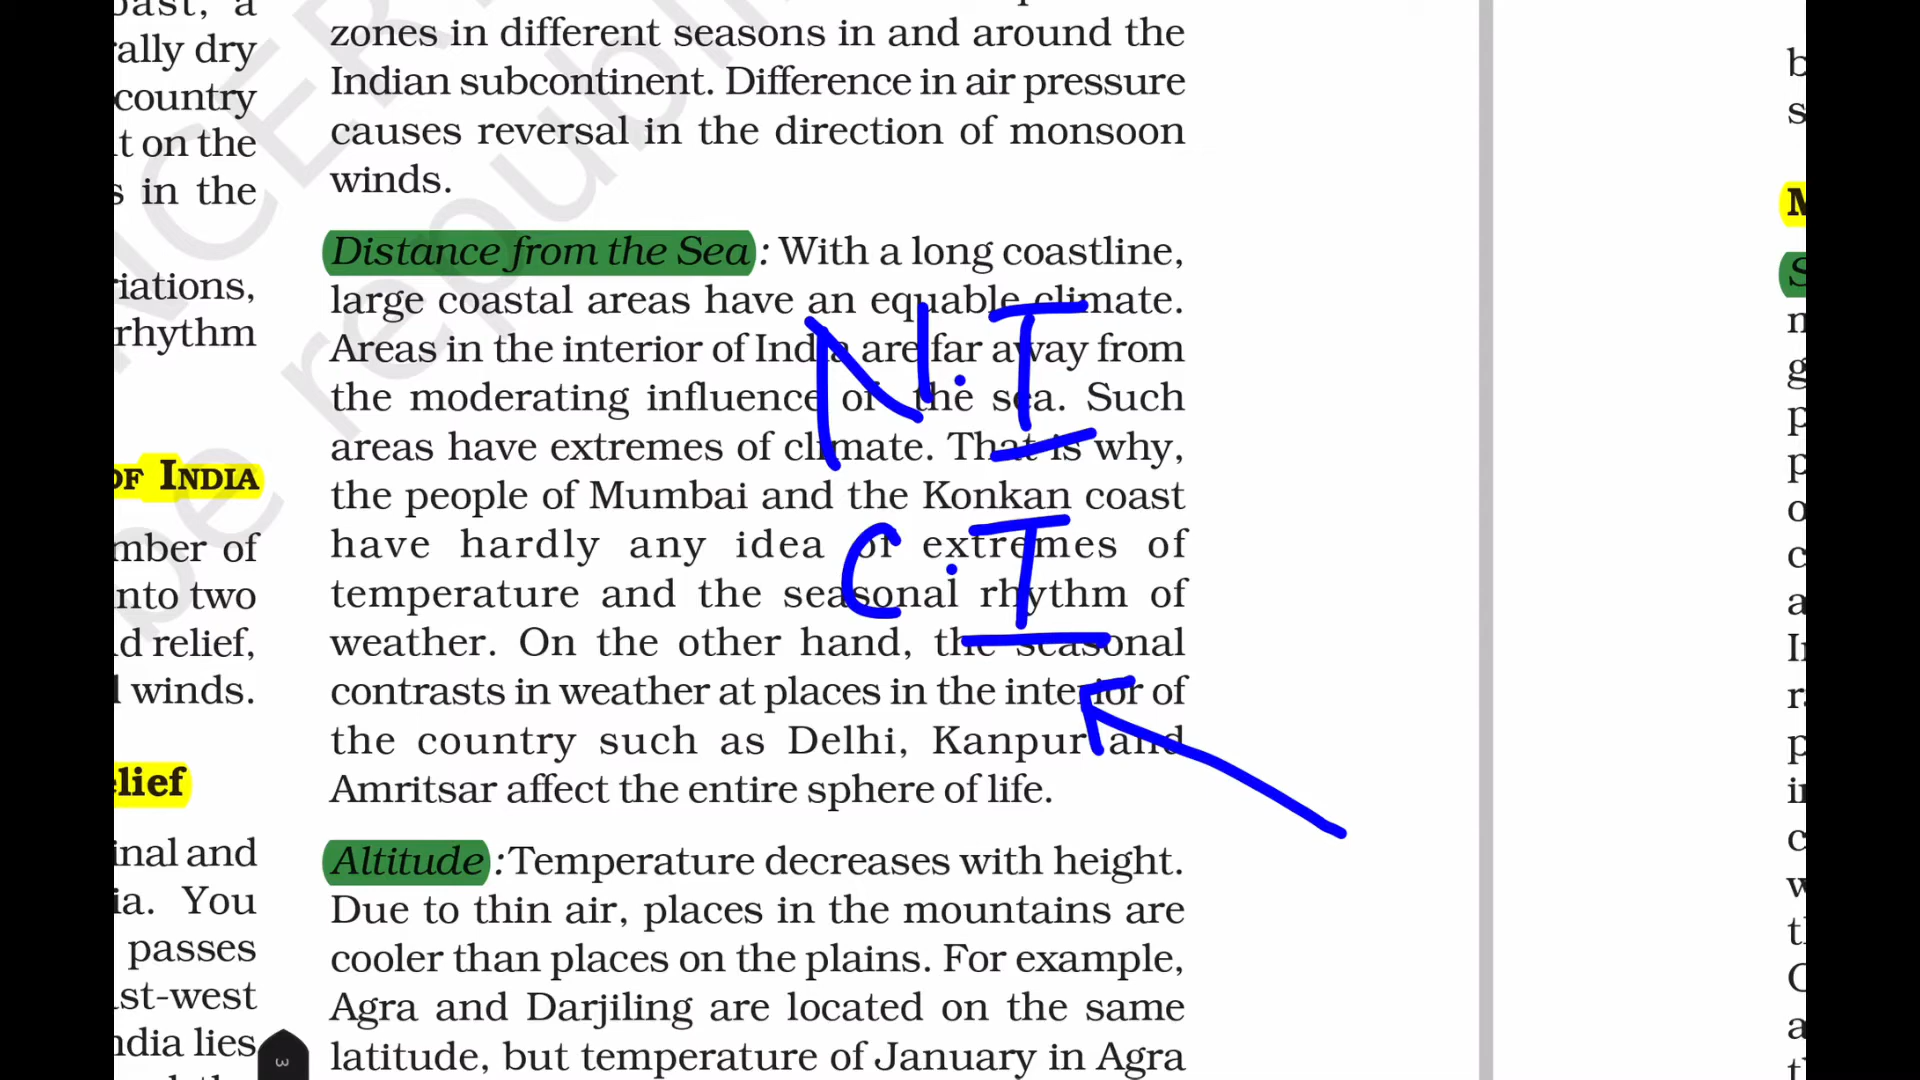 oast, a
rally dry
country
t on the
s in the
riations,
rhythm
OF INDIA
mber of
nto two
d relief,
l winds.
elief
inal and
ia. You
passes
st-west
ndia lies
zones in different seasons in and around the
Indian subcontinent. Difference in air pressure
causes reversal in the direction of monsoon
winds.
Distance from the Sea : With a long coastline,
large coastal areas have an equable climate.
Areas in the interior of India are far away from
the moderating influence of the sea. Such
areas have extremes of climate. That is why,
the people of Mumbai and the Konkan coast
have hardly any idea of extremes of
temperature and the seasonal rhythm of
weather. On the other hand, the seasonal
contrasts in weather at places in the interior of
the country such as Delhi, Kanpur and
Amritsar affect the entire sphere of life.
Altitude : Temperature decreases with height.
Due to thin air, places in the mountains are
cooler than places on the plains. For example,
Agra and Darjiling are located on the same
latitude, but temperature of January in Agra
N.I
C.I
NCER
be republi
3
b
s
M
S
n
g
p
p
o
c
a
I
r
p
i
c
w
t
C
a
t